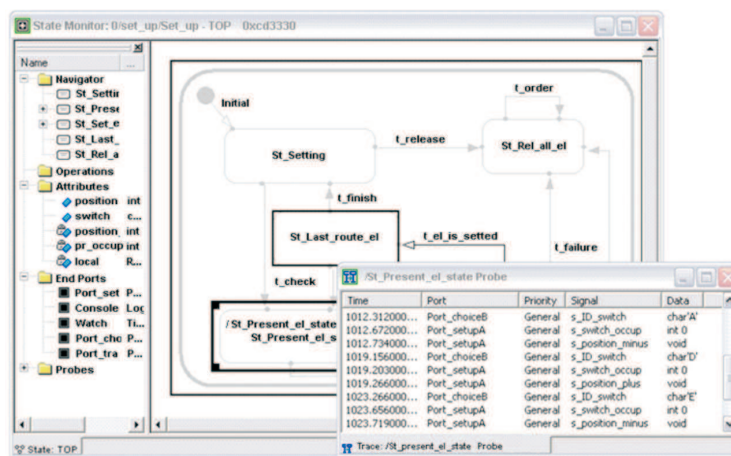 State Monitor: 0/set_up/Set_up - TOP 0xcd3330
Name ...
Navigator
St_Settin
St_Prese
St_Set_e
St_Last_
St_Rel_a
Operations
Attributes
position int
switch c...
position_ int
pr_occup int
local R...
End Ports
Port_set P...
Console Log
Watch Ti...
Port_cho P...
Port_tra P...
Probes
State: TOP
Initial
t_order
St_Setting
t_release
St_Rel_all_el
t_finish
St_Last_route_el
t_el_is_setted
t_failure
t_check
/St_Present_el_state
St_Present_el_s
/St_Present_el_state Probe
Time Port Priority Signal Data
1012.312000... Port_choiceB General s_ID_switch char'A'
1012.672000... Port_setupA General s_switch_occup int 0
1012.734000... Port_setupA General s_position_minus void
1019.156000... Port_choiceB General s_ID_switch char'D'
1019.203000... Port_setupA General s_switch_occup int 0
1019.266000... Port_setupA General s_position_plus void
1023.266000... Port_choiceB General s_ID_switch char'E'
1023.656000... Port_setupA General s_switch_occup int 0
1023.719000... Port_setupA General s_position_minus void
Trace: /St_present_el_state Probe